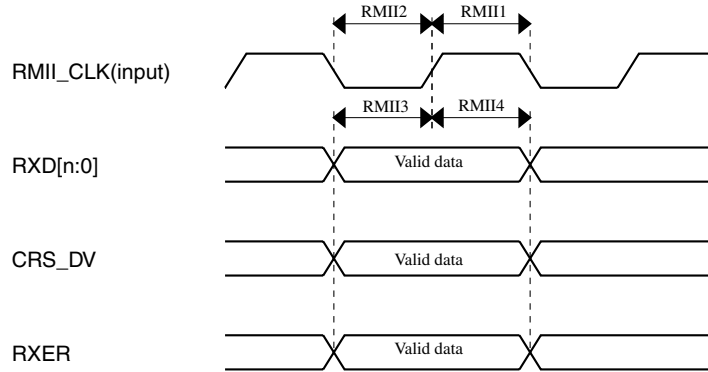 RMII2 RMII1
RMII_CLK(input)
RMII3 RMII4
RXD[n:0] Valid data
CRS_DV Valid data
RXER Valid data